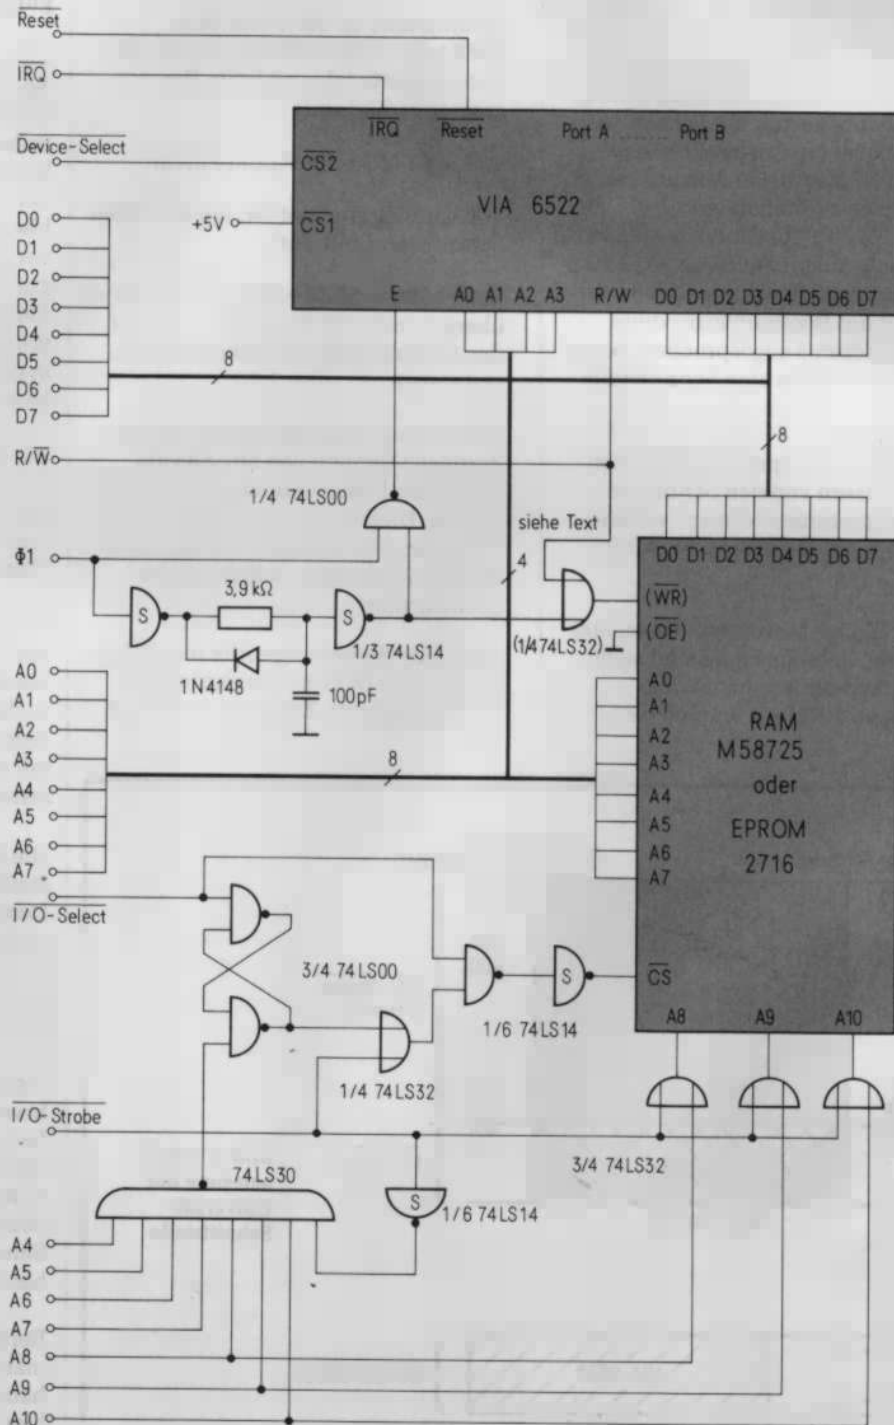 Reset
IRQ
IRQ Reset Port A ........ Port B
Device-Select
CS2
VIA 6522
D0
+5V CS1
D1
D2
E A0 A1 A2 A3 R/W D0 D1 D2 D3 D4 D5 D6 D7
D3
D4
8
D5
D6
D7
8
R/W
1/4 74LS00
siehe Text
Φ1
D0 D1 D2 D3 D4 D5 D6 D7
3,9 kΩ
4
(WR)
S
S
(OE)
1/3 74LS14
(1/474LS32)
A0
1N4148
100pF
A1
A2
A3
A4
A5
A6
A7
8
A0
A1
A2
A3
A4
A5
A6
A7
RAM
M58725
oder
EPROM
2716
I/O-Select
3/4 74LS00
S
CS
1/6 74LS14
A8 A9 A10
1/4 74LS32
I/O-Strobe
3/4 74LS32
74LS30
S
1/6 74LS14
A4
A5
A6
A7
A8
A9
A10